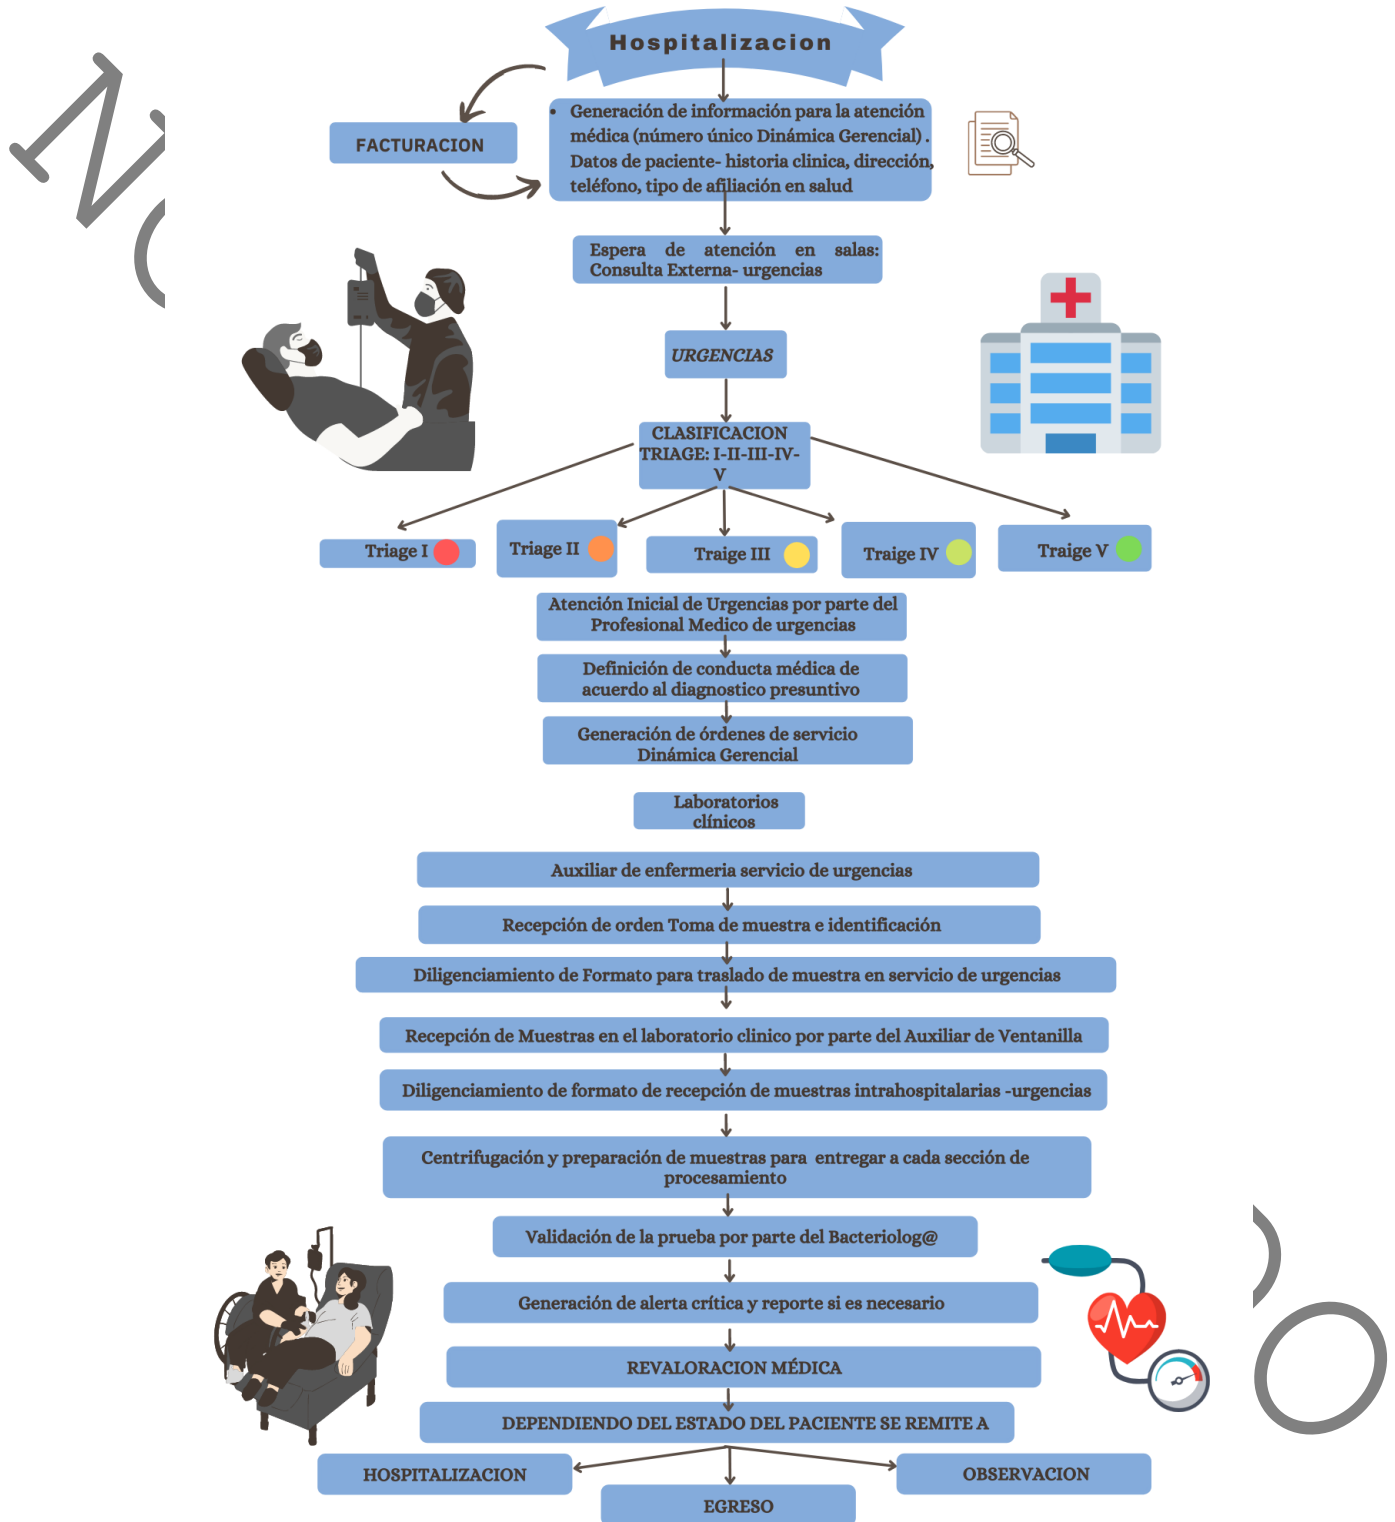 Hospitalizacion
FACTURACION
• Generación de información para la atención
médica (número único Dinámica Gerencial) .
Datos de paciente- historia clinica, dirección,
teléfono, tipo de afiliación en salud
Espera de atención en salas:
Consulta Externa- urgencias
URGENCIAS
CLASIFICACION
TRIAGE: I-II-III-IV-
V
Triage I
Triage II
Traige III
Traige IV
Traige V
Atención Inicial de Urgencias por parte del
Profesional Medico de urgencias
Definición de conducta médica de
acuerdo al diagnostico presuntivo
Generación de órdenes de servicio
Dinámica Gerencial
Laboratorios
clínicos
Auxiliar de enfermeria servicio de urgencias
Recepción de orden Toma de muestra e identificación
Diligenciamiento de Formato para traslado de muestra en servicio de urgencias
Recepción de Muestras en el laboratorio clinico por parte del Auxiliar de Ventanilla
Diligenciamiento de formato de recepción de muestras intrahospitalarias -urgencias
Centrifugación y preparación de muestras para entregar a cada sección de
procesamiento
Validación de la prueba por parte del Bacteriolog@
Generación de alerta crítica y reporte si es necesario
REVALORACION MÉDICA
DEPENDIENDO DEL ESTADO DEL PACIENTE SE REMITE A
HOSPITALIZACION
OBSERVACION
EGRESO